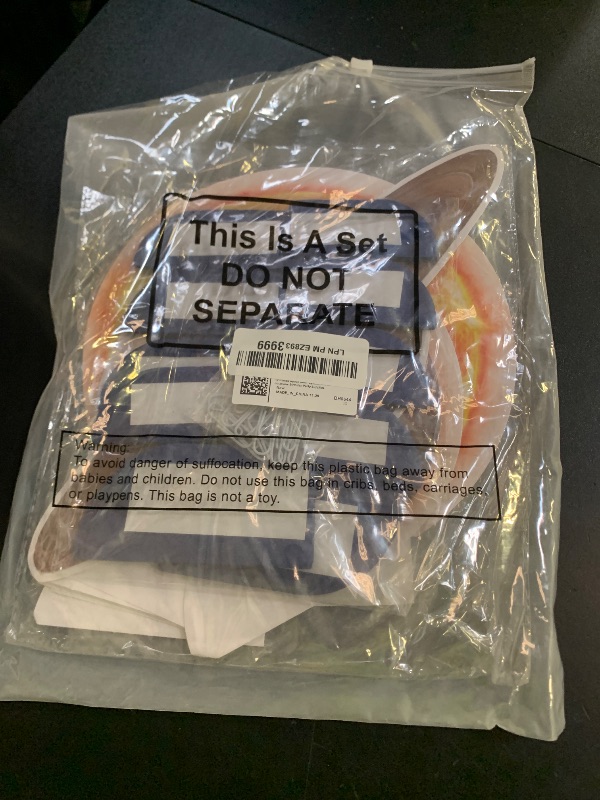 This Is A Set
DO NOT
SEPARATE
LPN PM EZ893 3999
Warning:
To avoid danger of suffocation, keep this plastic bag away from
babies and children. Do not use this bag in cribs, beds, carriages,
or playpens. This bag is not a toy.